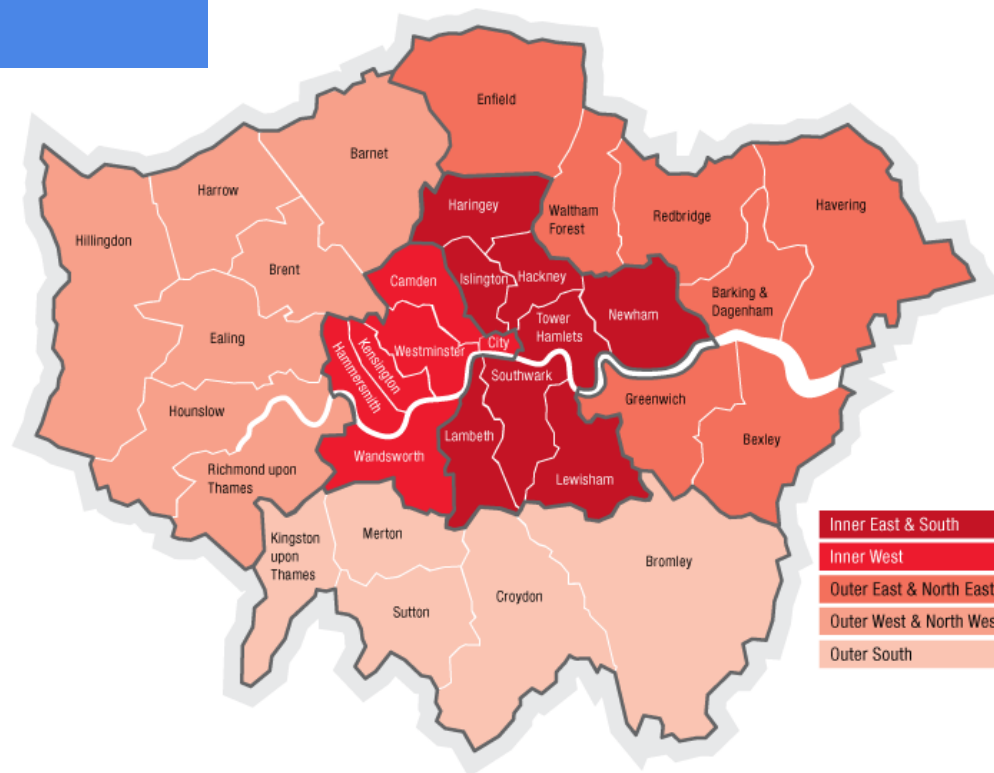 Enfield
Barnet
Harrow
Haringey
Waltham
Forest
Redbridge
Havering
Hillingdon
Brent
Camden
Islington
Hackney
Barking &
Dagenham
Ealing
Westminster
City
Tower
Hamlets
Newham
Kensington
Hammersmith
Southwark
Greenwich
Hounslow
Wandsworth
Lambeth
Bexley
Richmond upon
Thames
Lewisham
Kingston
upon
Thames
Merton
Bromley
Sutton
Croydon
Inner East & South
Inner West
Outer East & North East
Outer West & North Wes
Outer South